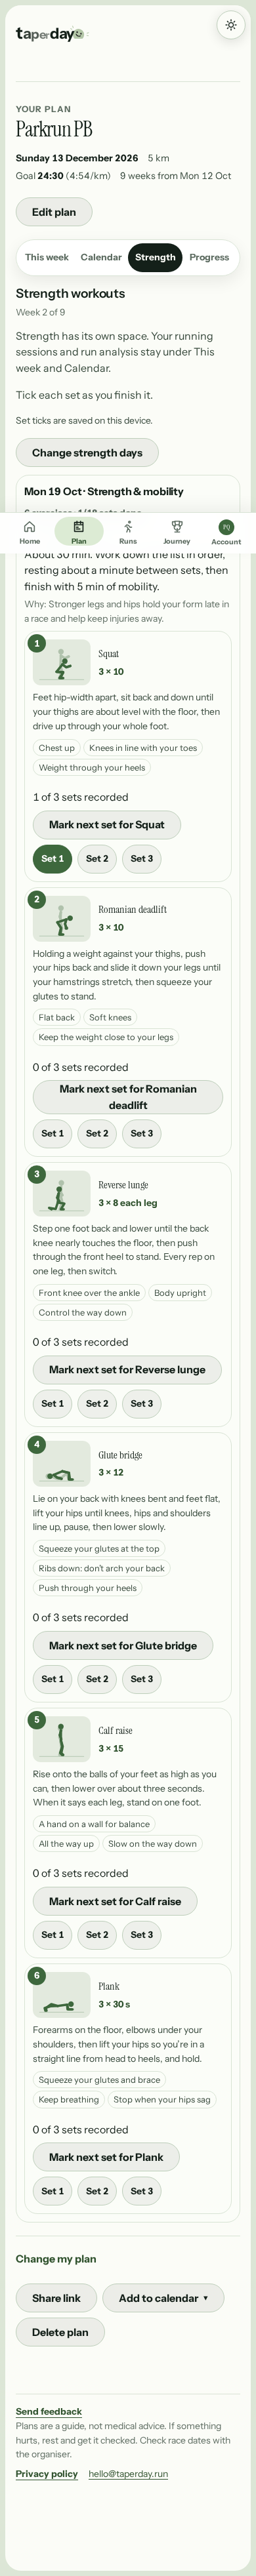 taperday
YOUR PLAN
Parkrun PB
Sunday 13 December 2026 5 km
Goal 24:30 (4:54/km) 9 weeks from Mon 12 Oct
Edit plan
This week Calendar Strength Progress
Strength workouts
Week 2 of 9
Strength has its own space. Your running
sessions and run analysis stay under This
week and Calendar.
Tick each set as you finish it.
Set ticks are saved on this device.
Change strength days
Mon 19 Oct · Strength & mobility
Home Plan Runs Journey Account
About 30 min. Work down the list in order,
resting about a minute between sets, then
finish with 5 min of mobility.
Why: Stronger legs and hips hold your form late in
a race and help keep injuries away.
1
Squat
3 × 10
Feet hip-width apart, sit back and down until
your thighs are about level with the floor, then
drive up through your whole foot.
Chest up Knees in line with your toes
Weight through your heels
1 of 3 sets recorded
Mark next set for Squat
Set 1 Set 2 Set 3
2
Romanian deadlift
3 × 10
Holding a weight against your thighs, push
your hips back and slide it down your legs until
your hamstrings stretch, then squeeze your
glutes to stand.
Flat back Soft knees
Keep the weight close to your legs
0 of 3 sets recorded
Mark next set for Romanian
deadlift
Set 1 Set 2 Set 3
3
Reverse lunge
3 × 8 each leg
Step one foot back and lower until the back
knee nearly touches the floor, then push
through the front heel to stand. Every rep on
one leg, then switch.
Front knee over the ankle Body upright
Control the way down
0 of 3 sets recorded
Mark next set for Reverse lunge
Set 1 Set 2 Set 3
4
Glute bridge
3 × 12
Lie on your back with knees bent and feet flat,
lift your hips until knees, hips and shoulders
line up, pause, then lower slowly.
Squeeze your glutes at the top
Ribs down: don't arch your back
Push through your heels
0 of 3 sets recorded
Mark next set for Glute bridge
Set 1 Set 2 Set 3
5
Calf raise
3 × 15
Rise onto the balls of your feet as high as you
can, then lower over about three seconds.
When it says each leg, stand on one foot.
A hand on a wall for balance
All the way up Slow on the way down
0 of 3 sets recorded
Mark next set for Calf raise
Set 1 Set 2 Set 3
6
Plank
3 × 30 s
Forearms on the floor, elbows under your
shoulders, then lift your hips so you're in a
straight line from head to heels, and hold.
Squeeze your glutes and brace
Keep breathing Stop when your hips sag
0 of 3 sets recorded
Mark next set for Plank
Set 1 Set 2 Set 3
Change my plan
Share link Add to calendar
Delete plan
Send feedback
Plans are a guide, not medical advice. If something
hurts, rest and get it checked. Check race dates with
the organiser.
Privacy policy hello@taperday.run